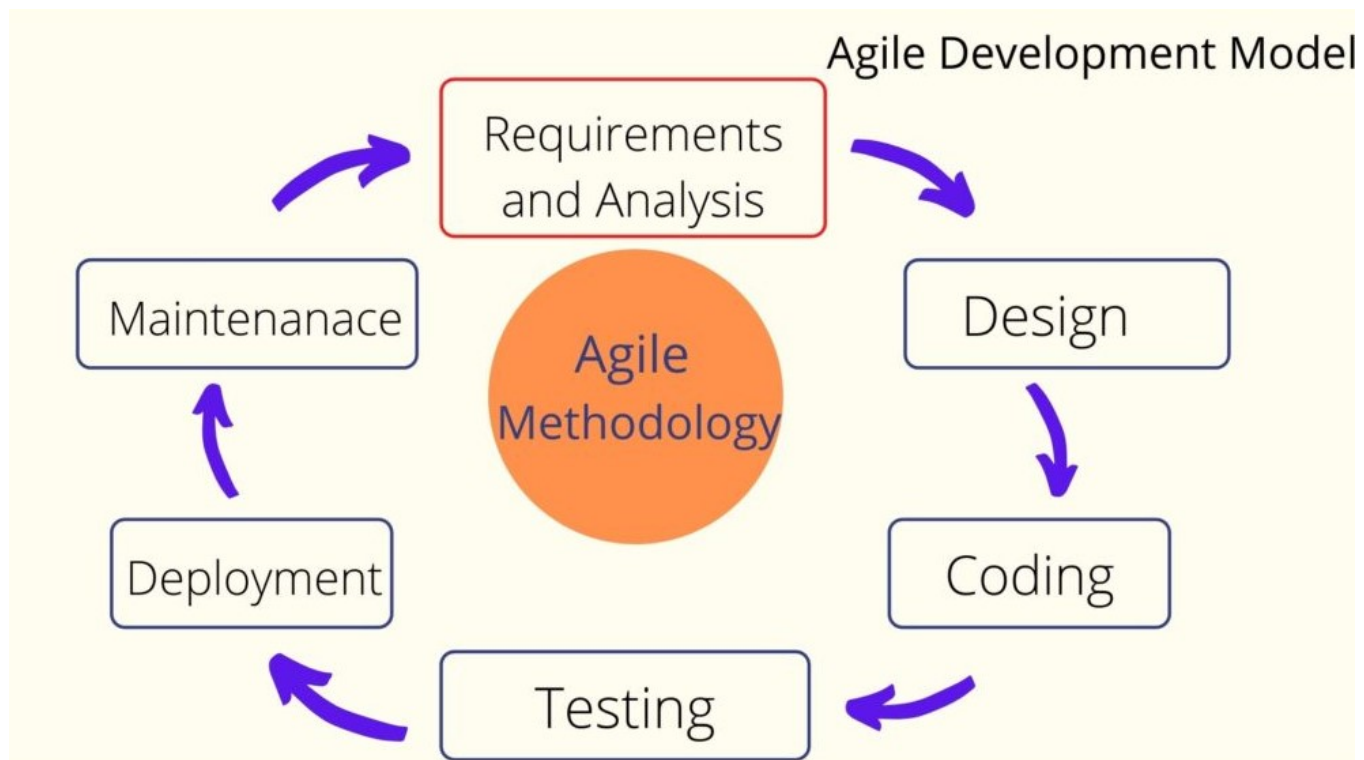 Agile Development Model
Requirements
and Analysis
Design
Coding
Testing
Deployment
Maintenanace
Agile
Methodology